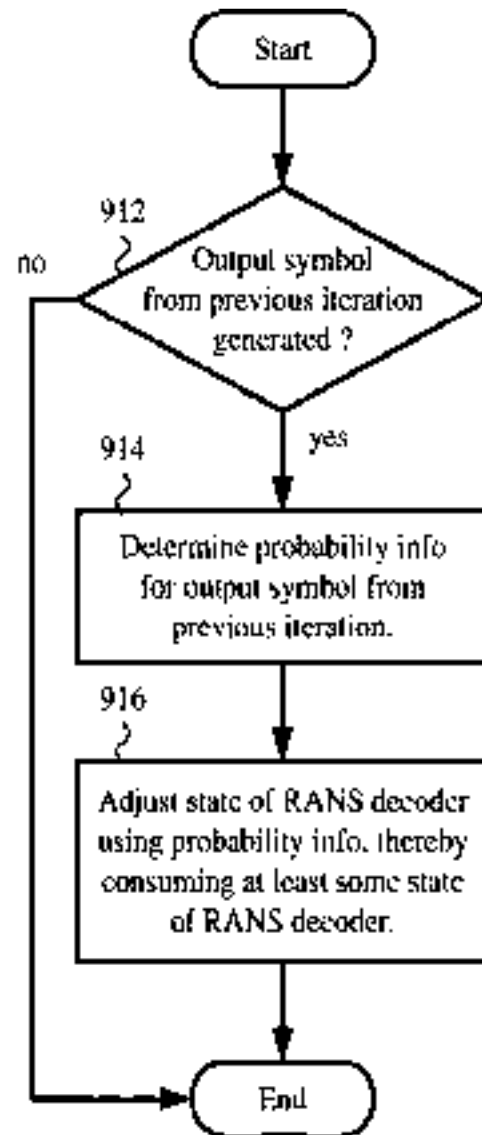 Start
912
no
Output symbol
from previous iteration
generated ?
yes
914
Determine probability info
for output symbol from
previous iteration.
916
Adjust state of RANS decoder
using probability info, thereby
consuming at least some state
of RANS decoder.
End